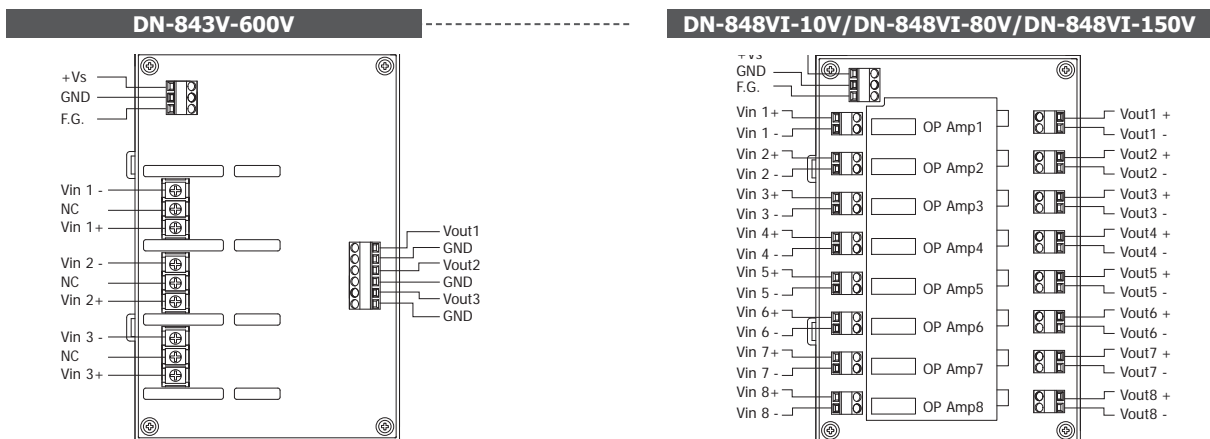 DN-843V-600V
+Vs
GND
F.G.
Vin 1 -
NC
Vin 1+
Vin 2 -
NC
Vin 2+
Vin 3 -
NC
Vin 3+
Vout1
GND
Vout2
GND
Vout3
GND
DN-848VI-10V/DN-848VI-80V/DN-848VI-150V
+Vs
GND
F.G.
Vin 1+
Vin 1 -
Vin 2+
Vin 2 -
Vin 3+
Vin 3 -
Vin 4+
Vin 4 -
Vin 5+
Vin 5 -
Vin 6+
Vin 6 -
Vin 7+
Vin 7 -
Vin 8+
Vin 8 -
OP Amp1
OP Amp2
OP Amp3
OP Amp4
OP Amp5
OP Amp6
OP Amp7
OP Amp8
Vout1 +
Vout1 -
Vout2 +
Vout2 -
Vout3 +
Vout3 -
Vout4 +
Vout4 -
Vout5 +
Vout5 -
Vout6 +
Vout6 -
Vout7 +
Vout7 -
Vout8 +
Vout8 -